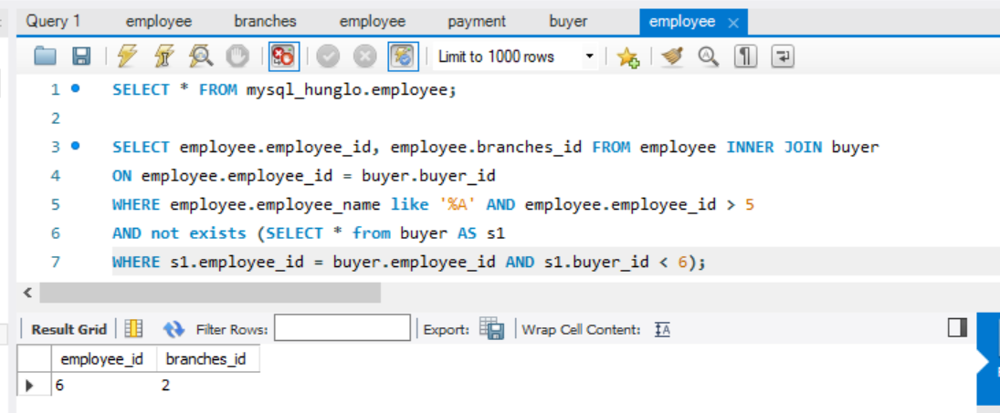 Query 1 employee branches employee payment buyer employee
Limit to 1000 rows
1 SELECT * FROM mysql_hunglo.employee;
2
3 SELECT employee.employee_id, employee.branches_id FROM employee INNER JOIN buyer
4 ON employee.employee_id = buyer.buyer_id
5 WHERE employee.employee_name like '%A' AND employee.employee_id > 5
6 AND not exists (SELECT * from buyer AS s1
7 WHERE s1.employee_id = buyer.employee_id AND s1.buyer_id < 6);
Result Grid Filter Rows: Export: Wrap Cell Content:
employee_id branches_id
6 2